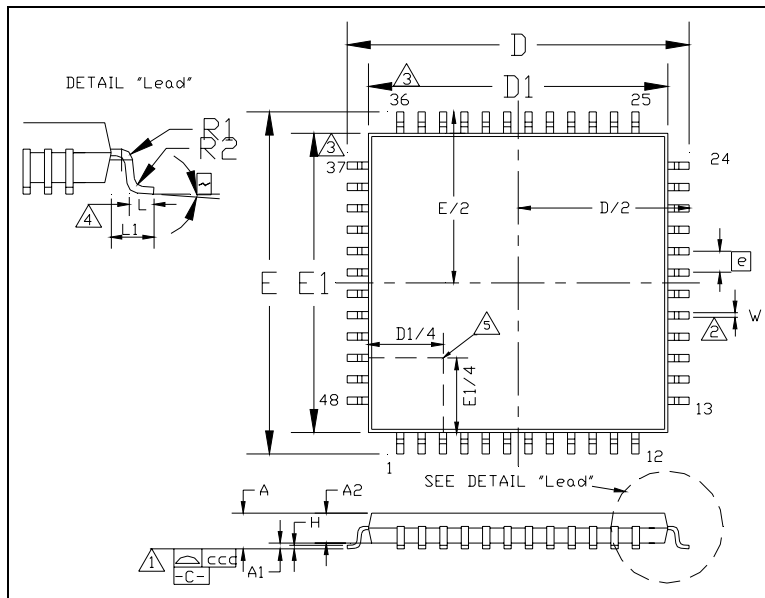 D
DETAIL "Lead"
3
D1
36
25
R1
R2
3
37
24
E/2
D/2
L
4
L1
E
E1
e
W
2
D1/4
5
E1/4
48
13
1
12
SEE DETAIL "Lead"
A
A2
H
1
ccc
-C-
A1